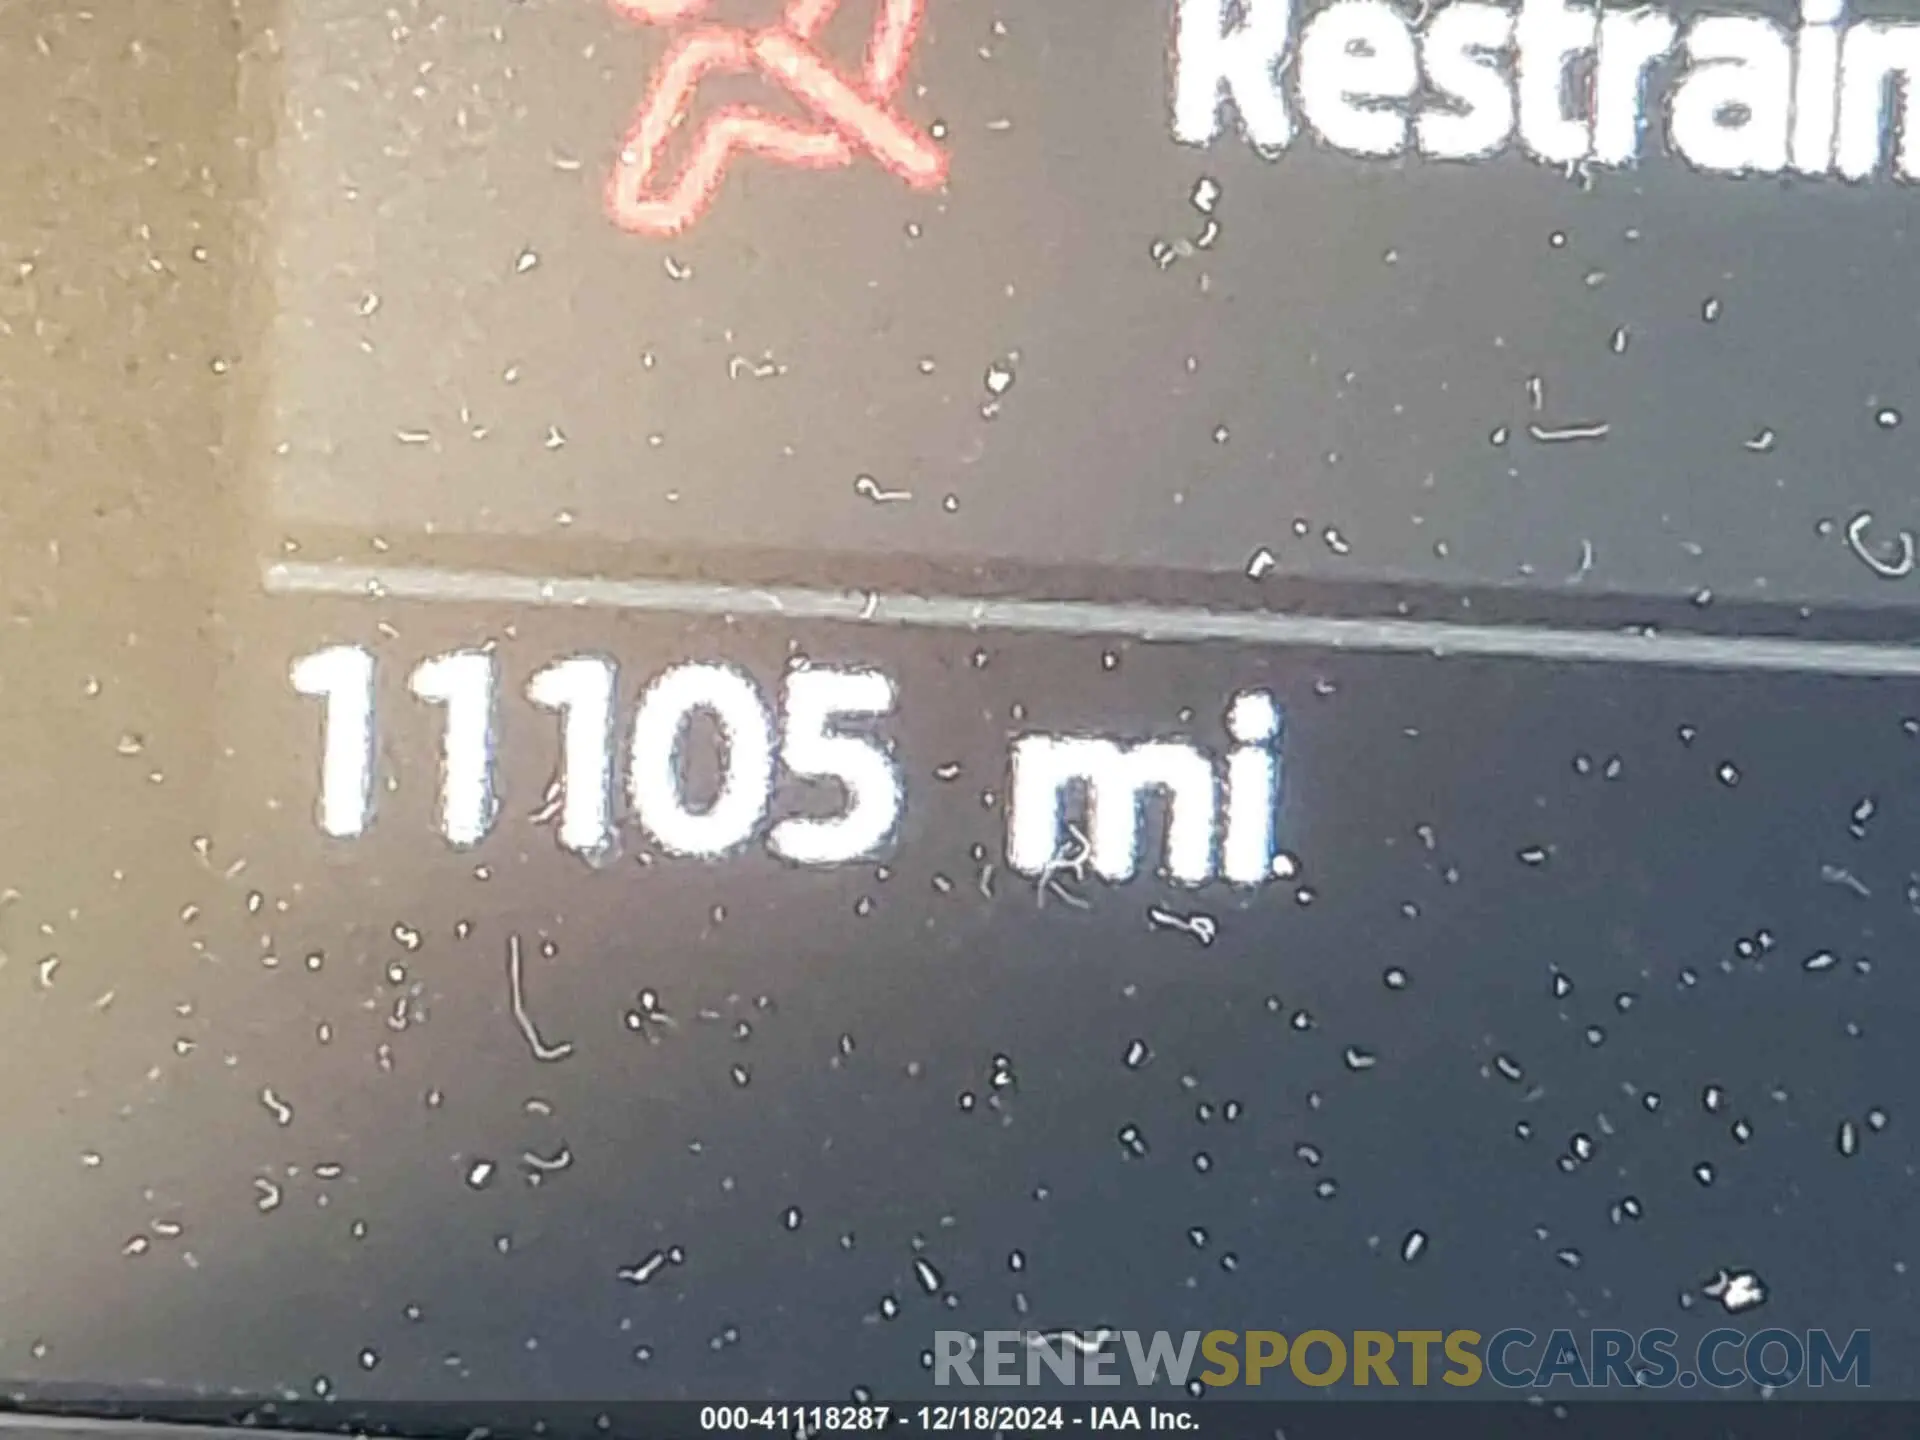 Restrain
11105 mi
RENEWSPORTSCARS.COM
000-41118287 - 12/18/2024 - IAA Inc.